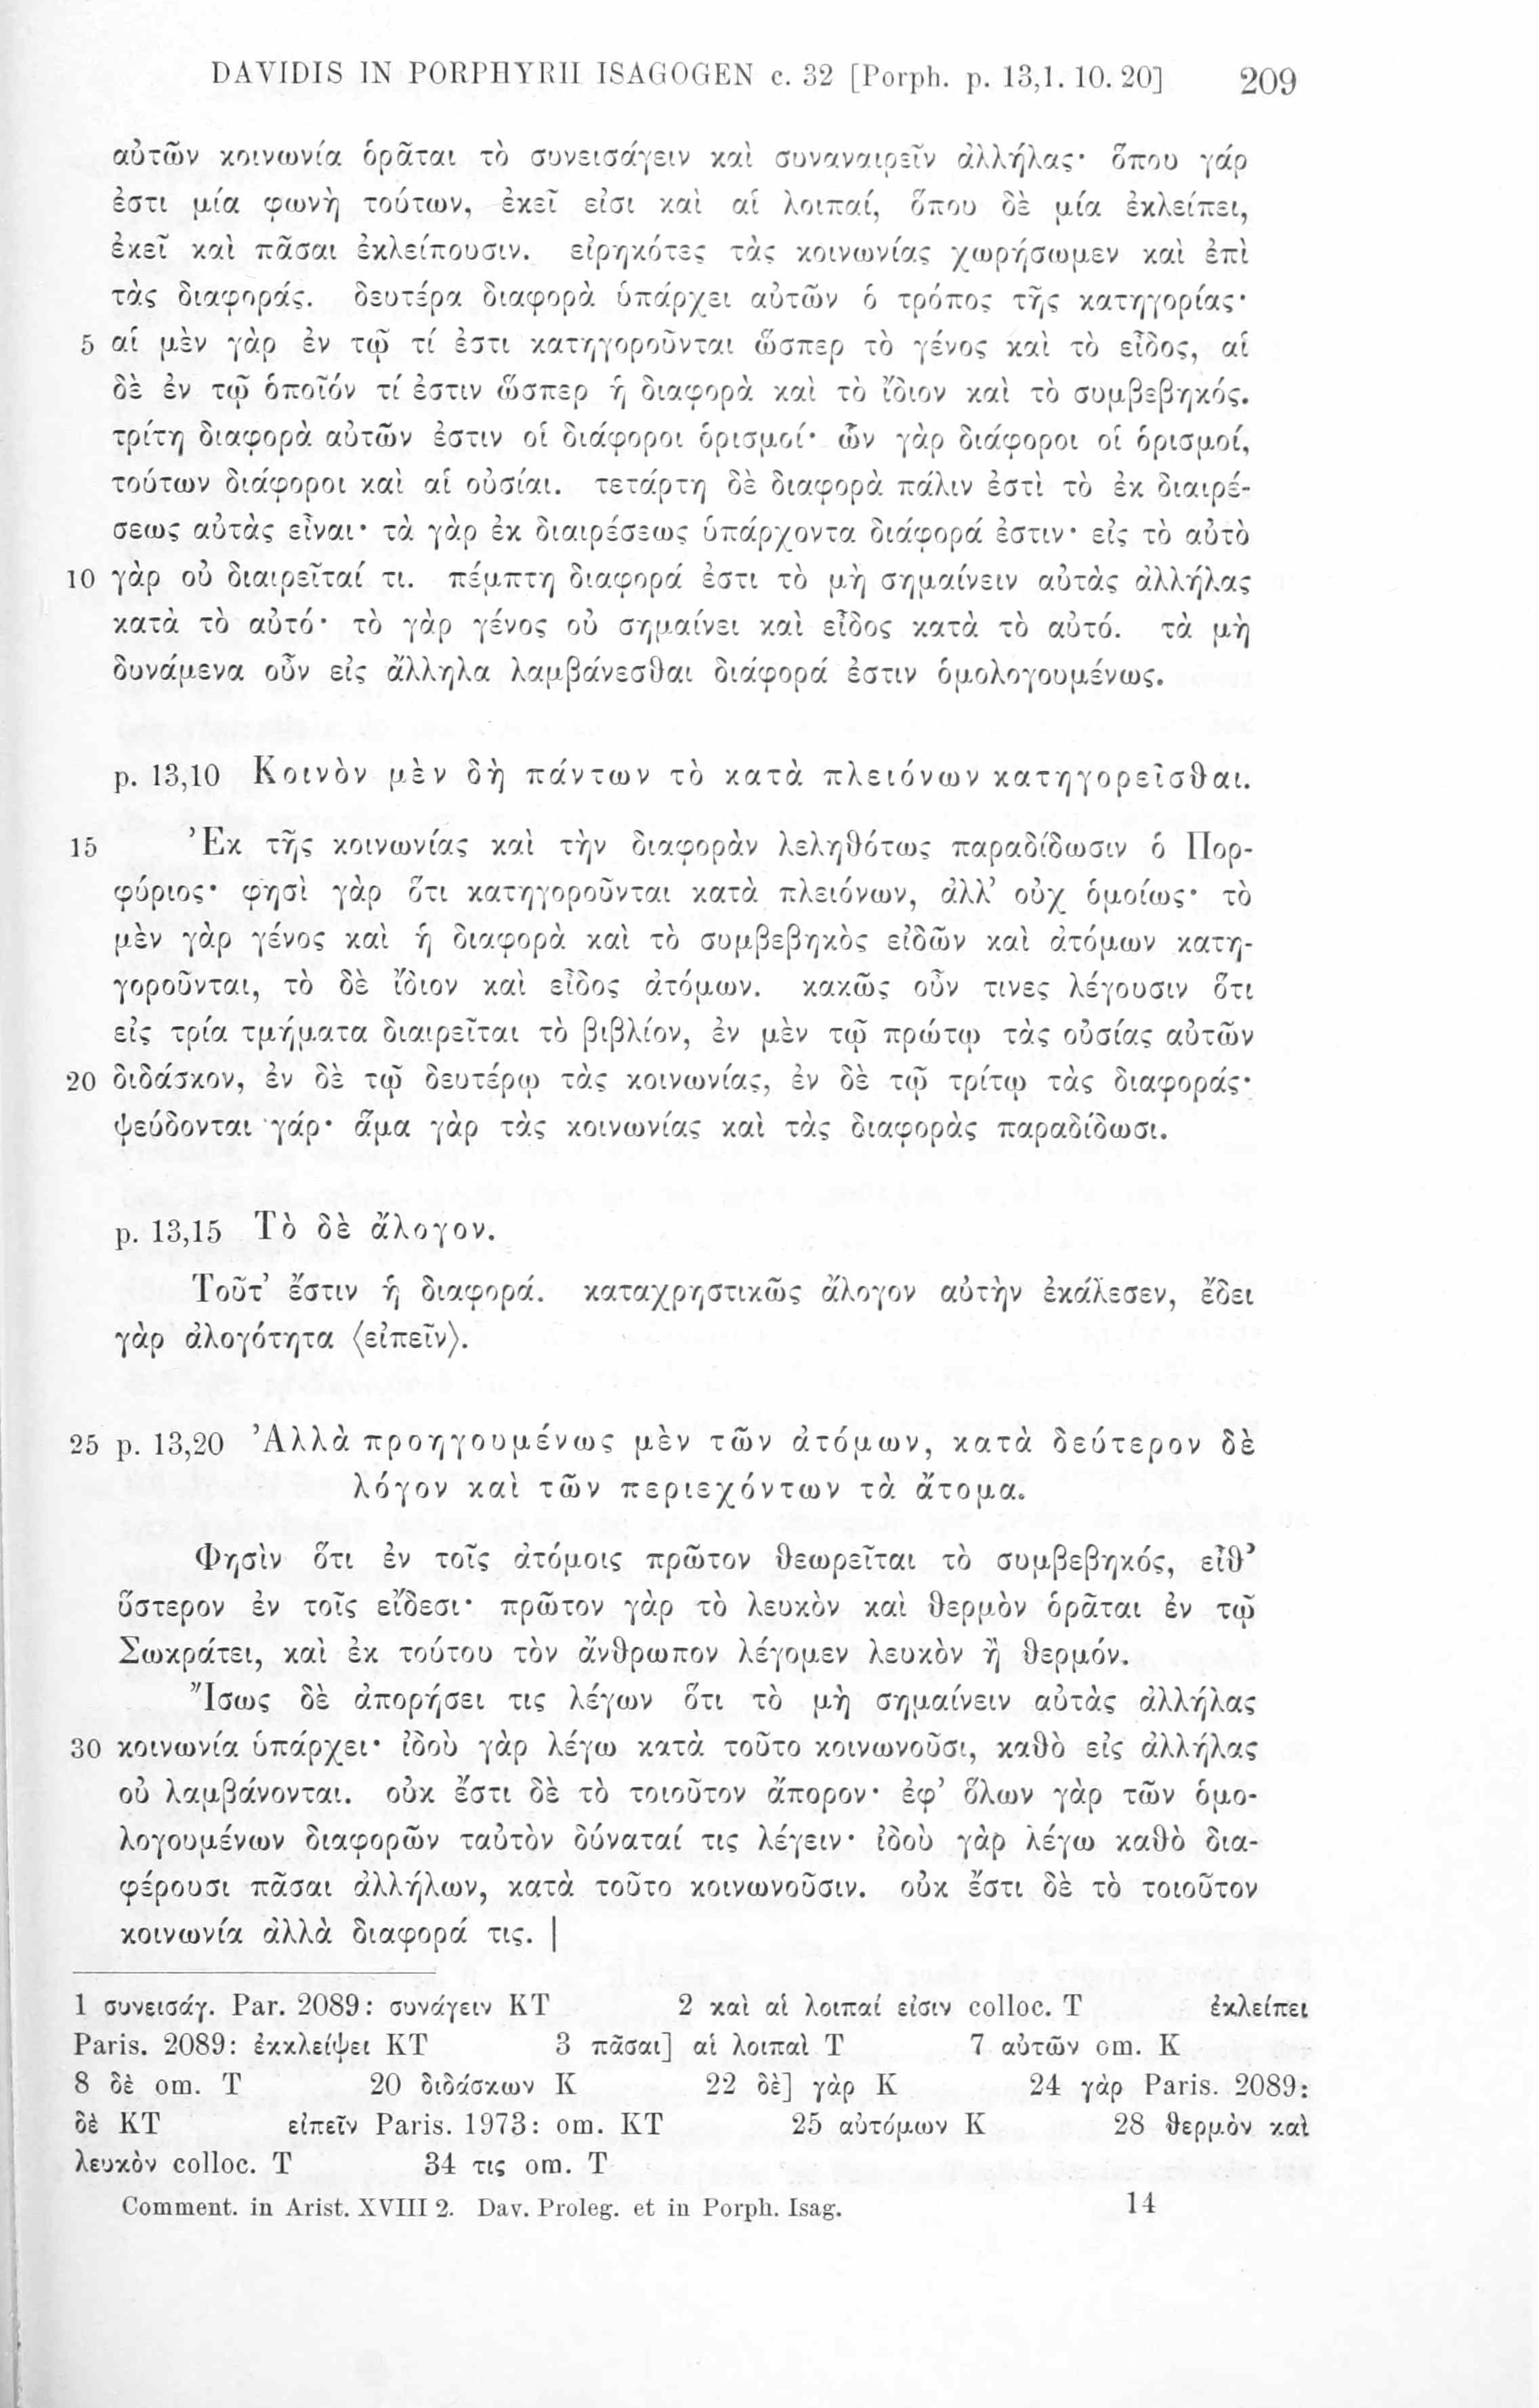 DAVIDIS IN PORPHYRII ISAGOGEN c. 32 [Porph. p. 13,1. 10. 20] 209
αὐτῶν κοινωνία ὁρᾶται τὸ συνεισάγειν καὶ συναναιρεῖν ἀλλήλας· ὅπου γάρ
ἐστι μία φωνὴ τούτων, ἐκεῖ εἰσι καὶ αἱ λοιπαί, ὅπου δὲ μία ἐκλείπει,
ἐκεῖ καὶ πᾶσαι ἐκλείπουσιν. εἰρηκότες τὰς κοινωνίας χωρήσωμεν καὶ ἐπὶ
τὰς διαφοράς. δευτέρα διαφορὰ ὑπάρχει αὐτῶν ὁ τρόπος τῆς κατηγορίας·
5 αἱ μὲν γὰρ ἐν τῷ τί ἐστι κατηγοροῦνται ὥσπερ τὸ γένος καὶ τὸ εἶδος, αἱ
δὲ ἐν τῷ ὁποῖόν τί ἐστιν ὥσπερ ἡ διαφορὰ καὶ τὸ ἴδιον καὶ τὸ συμβεβηκός.
τρίτη διαφορὰ αὐτῶν ἐστιν οἱ διάφοροι ὁρισμοί· ὧν γὰρ διάφοροι οἱ ὁρισμοί,
τούτων διάφοροι καὶ αἱ οὐσίαι. τετάρτη δὲ διαφορὰ πάλιν ἐστὶ τὸ ἐκ διαιρέ-
σεως αὐτὰς εἶναι· τὰ γὰρ ἐκ διαιρέσεως ὑπάρχοντα διάφορά ἐστιν· εἰς τὸ αὐτὸ
10 γὰρ οὐ διαιρεῖταί τι. πέμπτη διαφορά ἐστι τὸ μὴ σημαίνειν αὐτὰς ἀλλήλας
κατὰ τὸ αὐτό· τὸ γὰρ γένος οὐ σημαίνει καὶ εἶδος κατὰ τὸ αὐτό. τὰ μὴ
δυνάμενα οὖν εἰς ἄλληλα λαμβάνεσθαι διάφορά ἐστιν ὁμολογουμένως.
p. 13,10 Κοινὸν μὲν δὴ πάντων τὸ κατὰ πλειόνων κατηγορεῖσθαι.
15 Ἐκ τῆς κοινωνίας καὶ τὴν διαφορὰν λεληθότως παραδίδωσιν ὁ Πορ-
φύριος· φησὶ γὰρ ὅτι κατηγοροῦνται κατὰ πλειόνων, ἀλλ’ οὐχ ὁμοίως· τὸ
μὲν γὰρ γένος καὶ ἡ διαφορὰ καὶ τὸ συμβεβηκὸς εἰδῶν καὶ ἀτόμων κατη-
γοροῦνται, τὸ δὲ ἴδιον καὶ εἶδος ἀτόμων. κακῶς οὖν τινες λέγουσιν ὅτι
εἰς τρία τμήματα διαιρεῖται τὸ βιβλίον, ἐν μὲν τῷ πρώτῳ τὰς οὐσίας αὐτῶν
20 διδάσκον, ἐν δὲ τῷ δευτέρῳ τὰς κοινωνίας, ἐν δὲ τῷ τρίτῳ τὰς διαφοράς·
ψεύδονται γάρ· ἅμα γὰρ τὰς κοινωνίας καὶ τὰς διαφορὰς παραδίδωσι.
p. 13,15 Τὸ δὲ ἄλογον.
Τοῦτ’ ἔστιν ἡ διαφορά. καταχρηστικῶς ἄλογον αὐτὴν ἐκάλεσεν, ἔδει
γὰρ ἀλογότητα ⟨εἰπεῖν⟩.
25 p. 13,20 Ἀλλὰ προηγουμένως μὲν τῶν ἀτόμων, κατὰ δεύτερον δὲ
λόγον καὶ τῶν περιεχόντων τὰ ἄτομα.
Φησὶν ὅτι ἐν τοῖς ἀτόμοις πρῶτον θεωρεῖται τὸ συμβεβηκός, εἶθ’
ὕστερον ἐν τοῖς εἴδεσι· πρῶτον γὰρ τὸ λευκὸν καὶ θερμὸν ὁρᾶται ἐν τῷ
Σωκράτει, καὶ ἐκ τούτου τὸν ἄνθρωπον λέγομεν λευκὸν ἢ θερμόν.
Ἴσως δὲ ἀπορήσει τις λέγων ὅτι τὸ μὴ σημαίνειν αὐτὰς ἀλλήλας
30 κοινωνία ὑπάρχει· ἰδοὺ γὰρ λέγω κατὰ τοῦτο κοινωνοῦσι, καθὸ εἰς ἀλλήλας
οὐ λαμβάνονται. οὐκ ἔστι δὲ τὸ τοιοῦτον ἄπορον· ἐφ’ ὅλων γὰρ τῶν ὁμο-
λογουμένων διαφορῶν ταὐτὸν δύναταί τις λέγειν· ἰδοὺ γὰρ λέγω καθὸ δια-
φέρουσι πᾶσαι ἀλλήλων, κατὰ τοῦτο κοινωνοῦσιν. οὐκ ἔστι δὲ τὸ τοιοῦτον
κοινωνία ἀλλὰ διαφορά τις. |
1 συνεισάγ. Par. 2089: συνάγειν KT 2 καὶ αἱ λοιπαί εἰσιν colloc. T ἐκλείπει
Paris. 2089: ἐκκλείψει KT 3 πᾶσαι] αἱ λοιπαὶ T 7 αὐτῶν om. K
8 δὲ om. T 20 διδάσκων K 22 δὲ] γὰρ K 24 γὰρ Paris. 2089:
δὲ KT εἰπεῖν Paris. 1973: om. KT 25 αὐτόμων K 28 θερμὸν καὶ
λευκὸν colloc. T 34 τις om. T
Comment. in Arist. XVIII 2. Dav. Proleg. et in Porph. Isag. 14